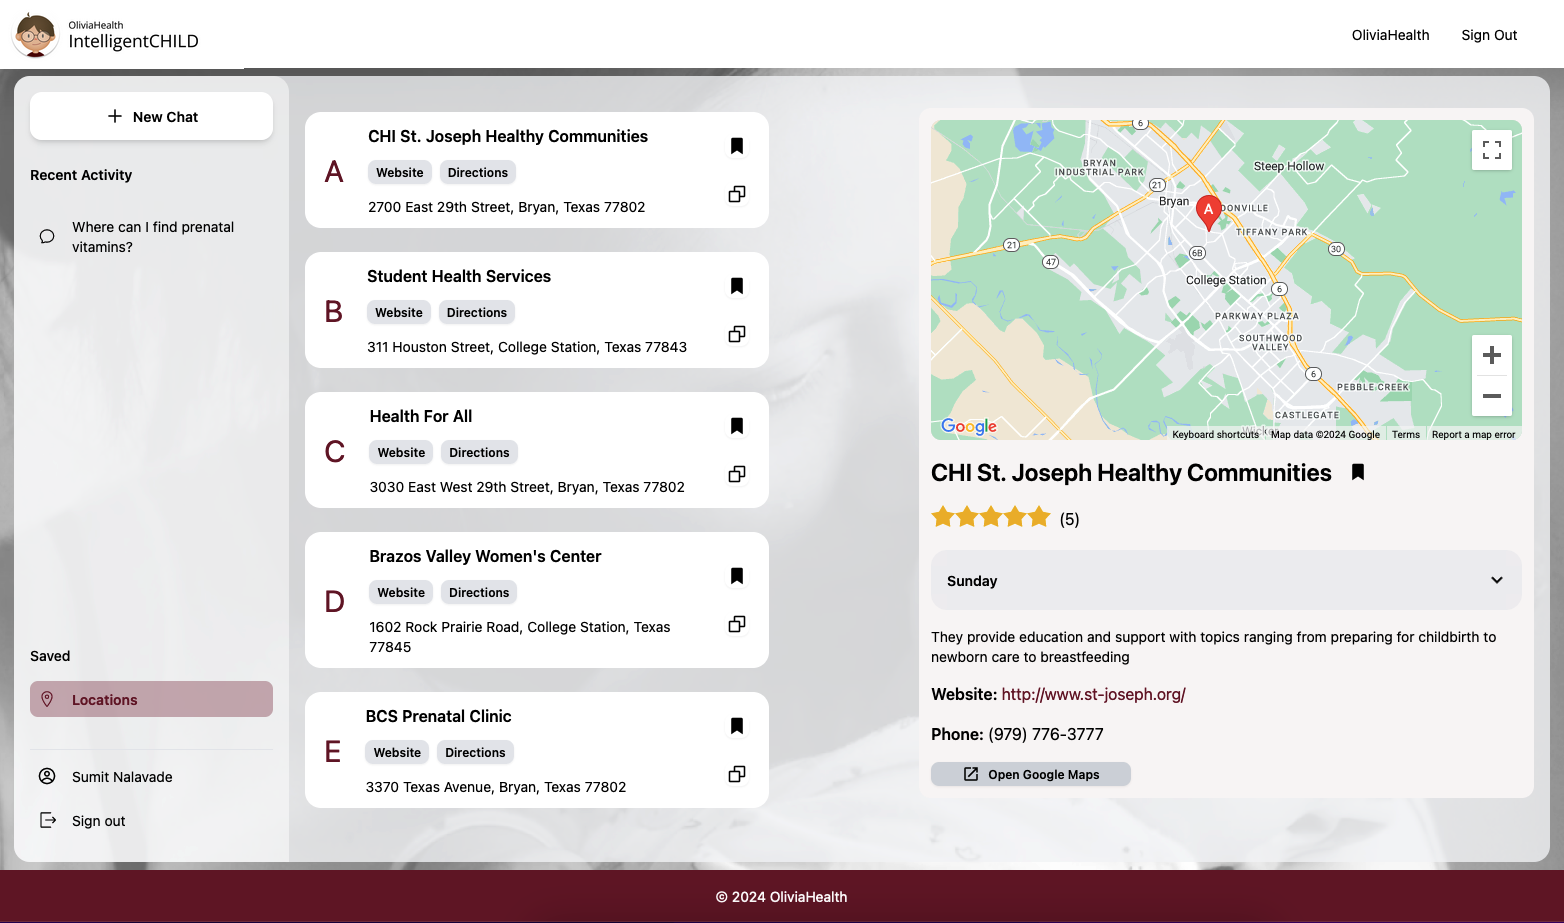 OliviaHealth
IntelligentCHILD
OliviaHealth
Sign Out
New Chat
Recent Activity
Where can I find prenatal
vitamins?
Saved
Locations
Sumit Nalavade
Sign out
A
CHI St. Joseph Healthy Communities
Website
Directions
2700 East 29th Street, Bryan, Texas 77802
B
Student Health Services
Website
Directions
311 Houston Street, College Station, Texas 77843
C
Health For All
Website
Directions
3030 East West 29th Street, Bryan, Texas 77802
D
Brazos Valley Women's Center
Website
Directions
1602 Rock Prairie Road, College Station, Texas
77845
E
BCS Prenatal Clinic
Website
Directions
3370 Texas Avenue, Bryan, Texas 77802
6
BRYAN
INDUSTRIAL PARK
Steep Hollow
21
Bryan
A
TIFFANY PARK
21
47
6B
30
College Station
6
PARKWAY PLAZA
SOUTHWOOD
VALLEY
6
PEBBLE CREEK
CASTLEGATE
Google
Keyboard shortcuts
Map data ©2024 Google
Terms
Report a map error
CHI St. Joseph Healthy Communities
(5)
Sunday
They provide education and support with topics ranging from preparing for childbirth to
newborn care to breastfeeding
Website: http://www.st-joseph.org/
Phone: (979) 776-3777
Open Google Maps
© 2024 OliviaHealth